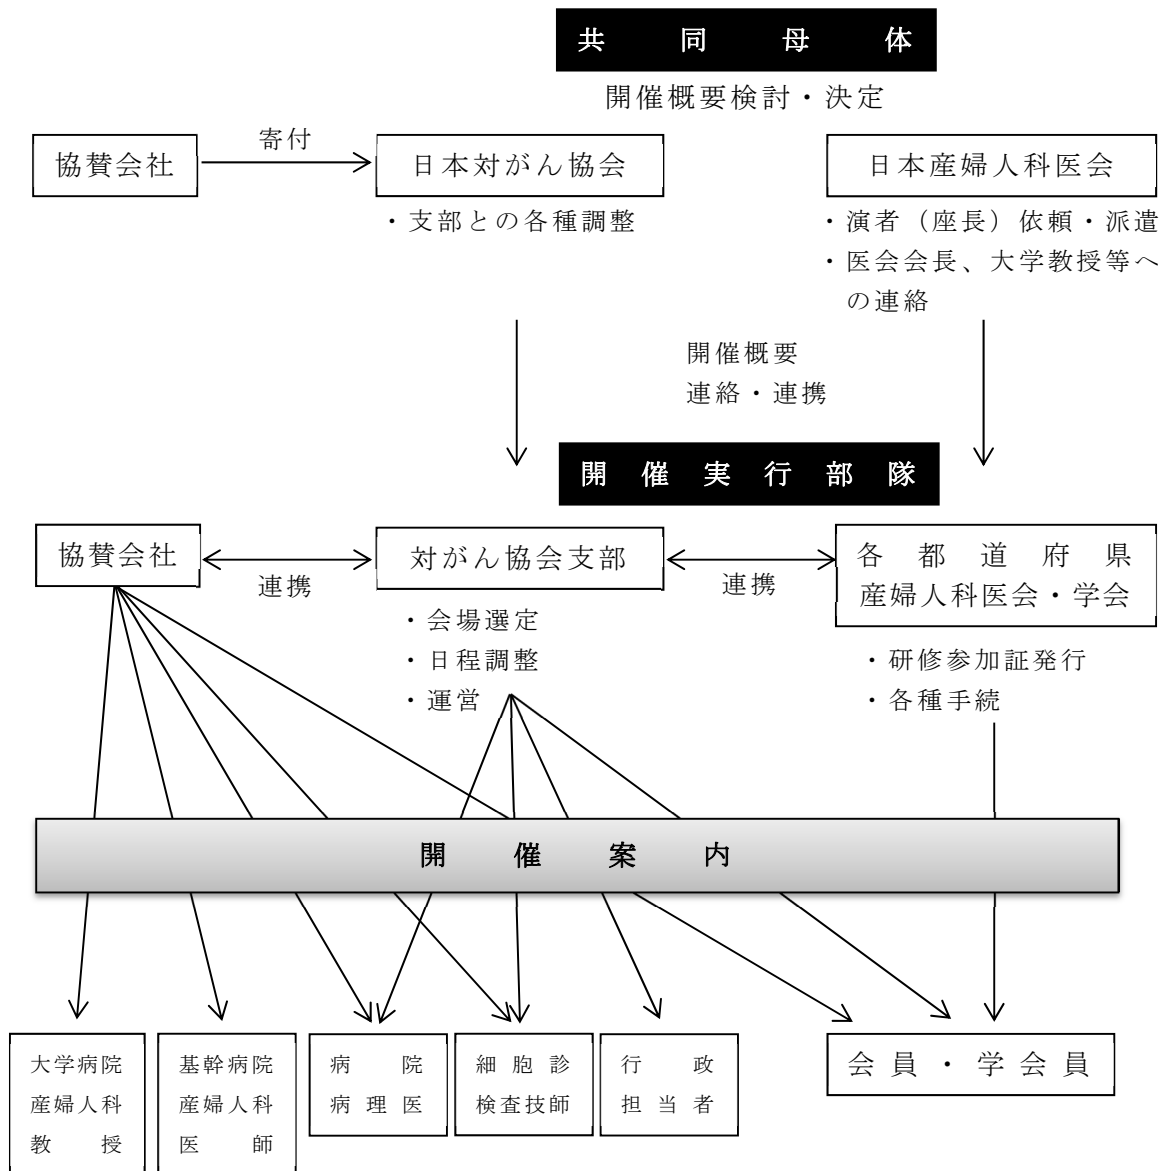 共同母体
開催概要検討・決定
協賛会社
寄付
日本対がん協会
日本産婦人科医会
・支部との各種調整
・演者（座長）依頼・派遣
・医会会長、大学教授等へ
の連絡
開催概要
連絡・連携
開催実行部隊
協賛会社
連携
対がん協会支部
連携
各都道府県
産婦人科医会・学会
・会場選定
・日程調整
・運営
・研修参加証発行
・各種手続
開催案内
大学病院
産婦人科
教授
基幹病院
産婦人科
医師
病院
病理医
細胞診
検査技師
行政
担当者
会員・学会員